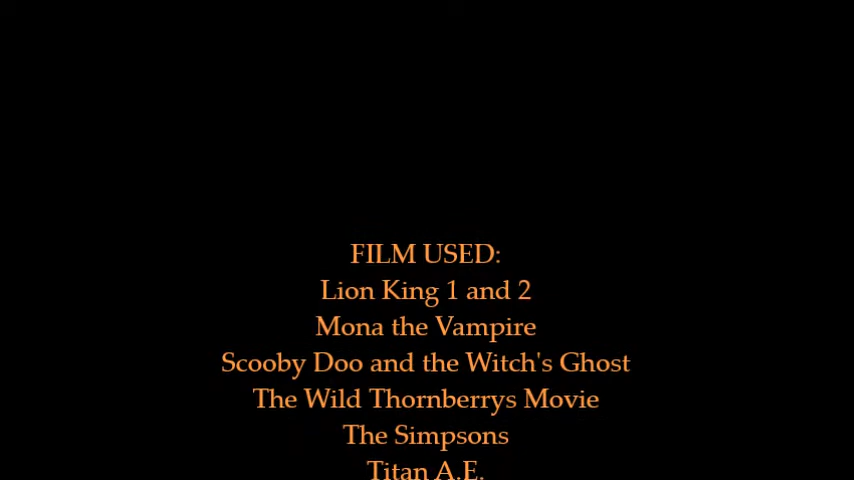 FILM USED:
Lion King 1 and 2
Mona the Vampire
Scooby Doo and the Witch's Ghost
The Wild Thornberrys Movie
The Simpsons
Titan A.E.